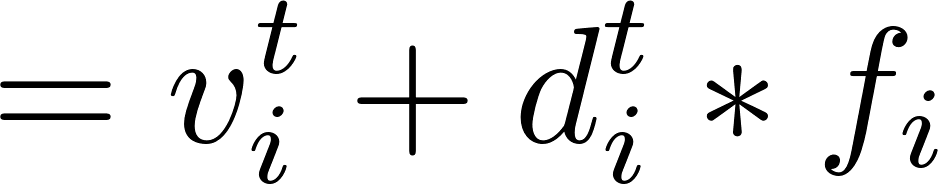 = v_i^t + d_i^t * f_i